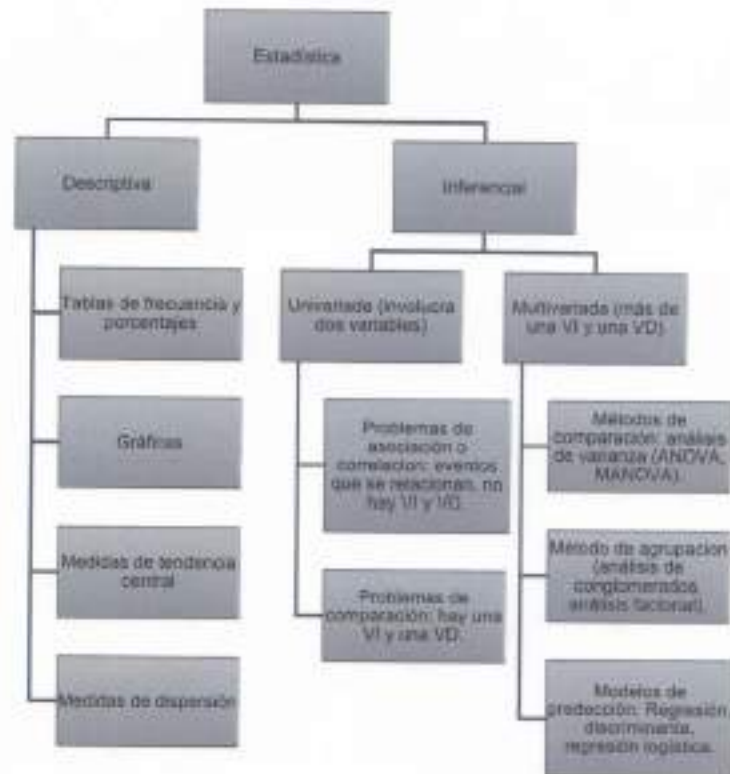 Estadística
Descriptiva
Inferencial
Tablas de frecuencia y
porcentajes
Gráficas
Medidas de tendencia
central
Medidas de dispersión
Univariada (involucra
dos variables)
Multivariada (más de
una VI y una VD)
Problemas de
asociación o
correlacion: eventos
que se relacionan, no
hay VI y VD.
Problemas de
comparación: hay una
VI y una VD.
Métodos de
comparación: análisis
de varianza (ANOVA,
MANOVA).
Método de agrupacion
(análisis de
conglomerados,
análisis factorial).
Modelos de
predicción: Regresión,
discriminante,
regresión logística.